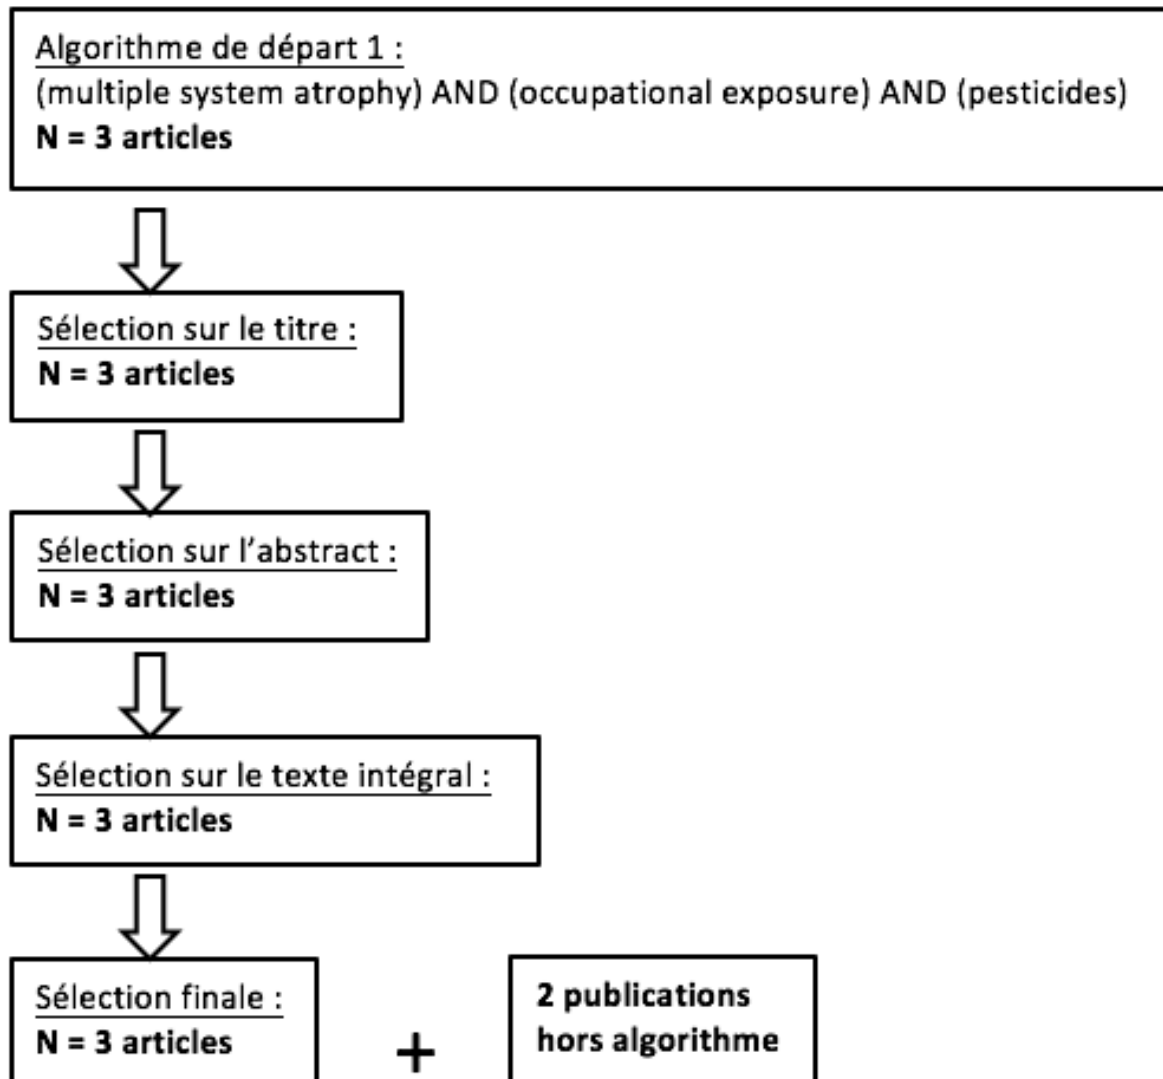 Algorithme de départ 1 :
(multiple system atrophy) AND (occupational exposure) AND (pesticides)
N = 3 articles
Sélection sur le titre :
N = 3 articles
Sélection sur l’abstract :
N = 3 articles
Sélection sur le texte intégral :
N = 3 articles
Sélection finale :
N = 3 articles
+
2 publications
hors algorithme